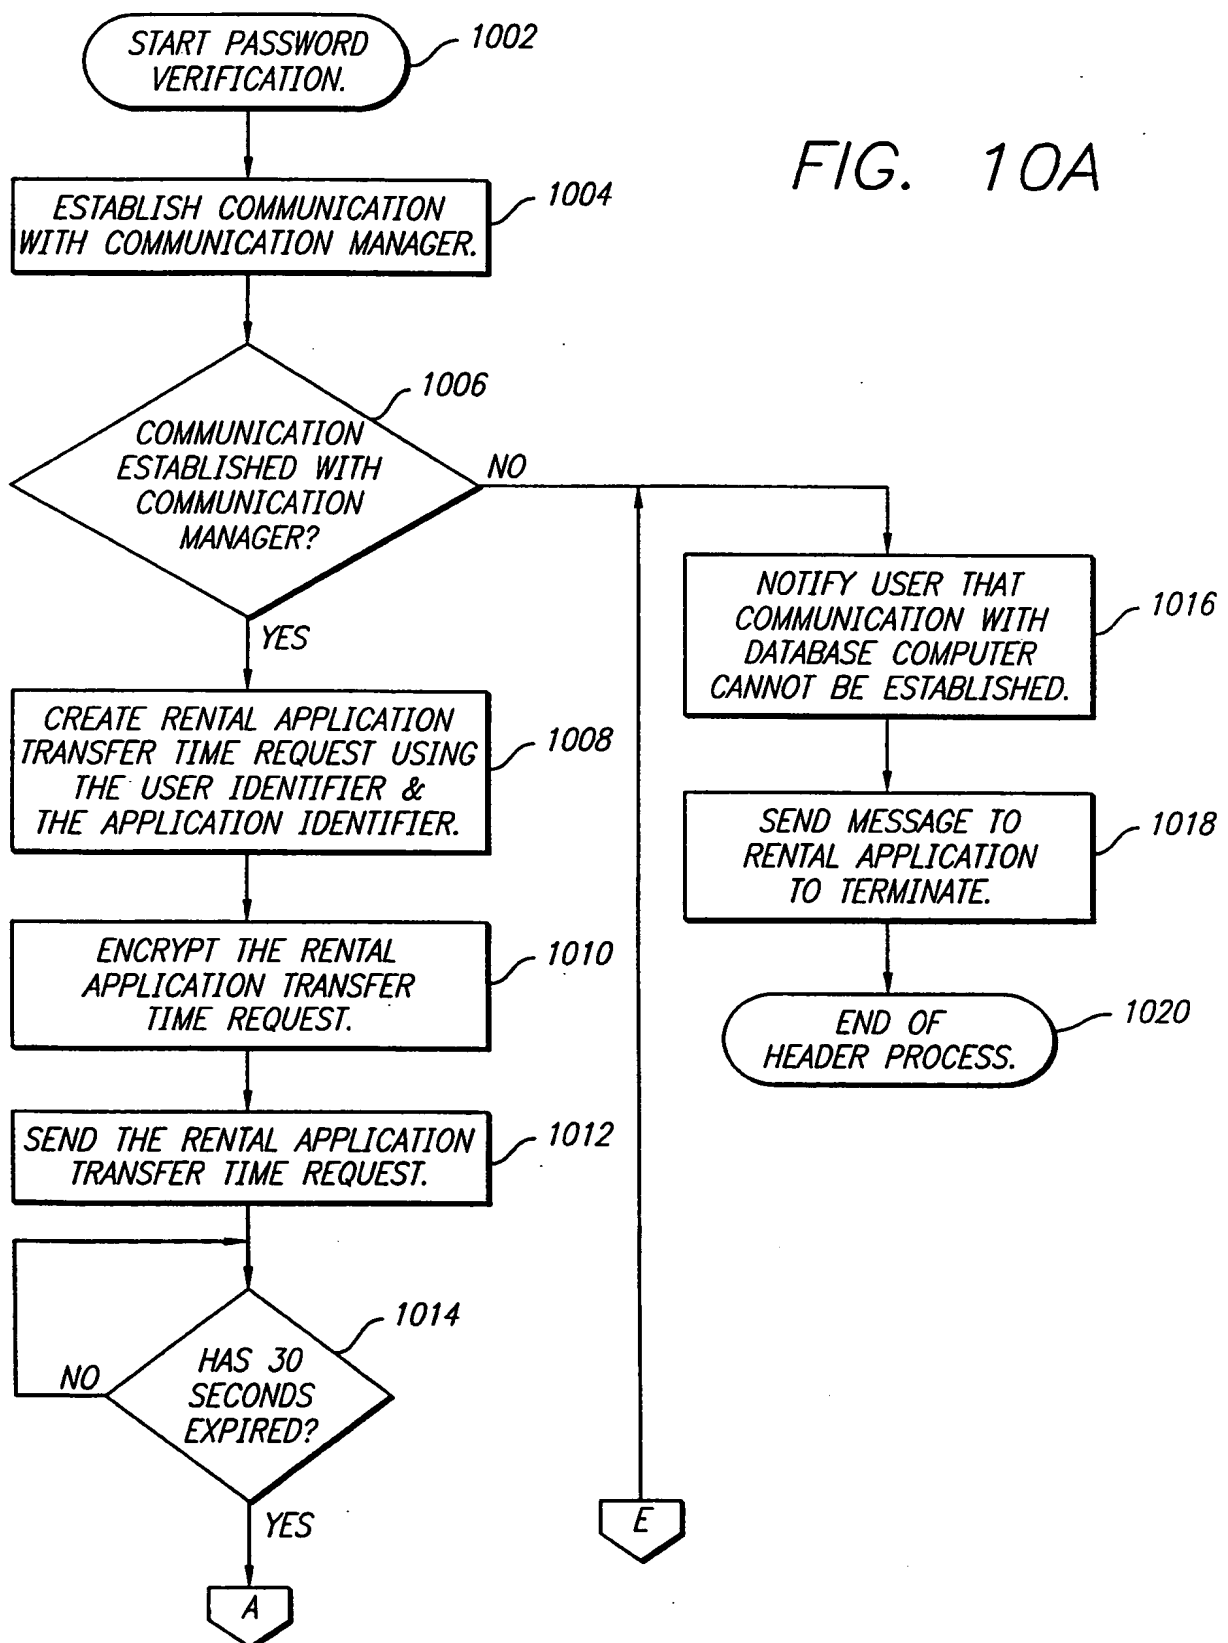 START PASSWORD
VERIFICATION.
1002
FIG. 10A
ESTABLISH COMMUNICATION
WITH COMMUNICATION MANAGER.
1004
1006
COMMUNICATION
ESTABLISHED WITH
COMMUNICATION
MANAGER?
NO
YES
NOTIFY USER THAT
COMMUNICATION WITH
DATABASE COMPUTER
CANNOT BE ESTABLISHED.
1016
CREATE RENTAL APPLICATION
TRANSFER TIME REQUEST USING
THE USER IDENTIFIER &
THE APPLICATION IDENTIFIER.
1008
SEND MESSAGE TO
RENTAL APPLICATION
TO TERMINATE.
1018
ENCRYPT THE RENTAL
APPLICATION TRANSFER
TIME REQUEST.
1010
END OF
HEADER PROCESS.
1020
SEND THE RENTAL APPLICATION
TRANSFER TIME REQUEST.
1012
1014
HAS 30
SECONDS
EXPIRED?
NO
YES
E
A